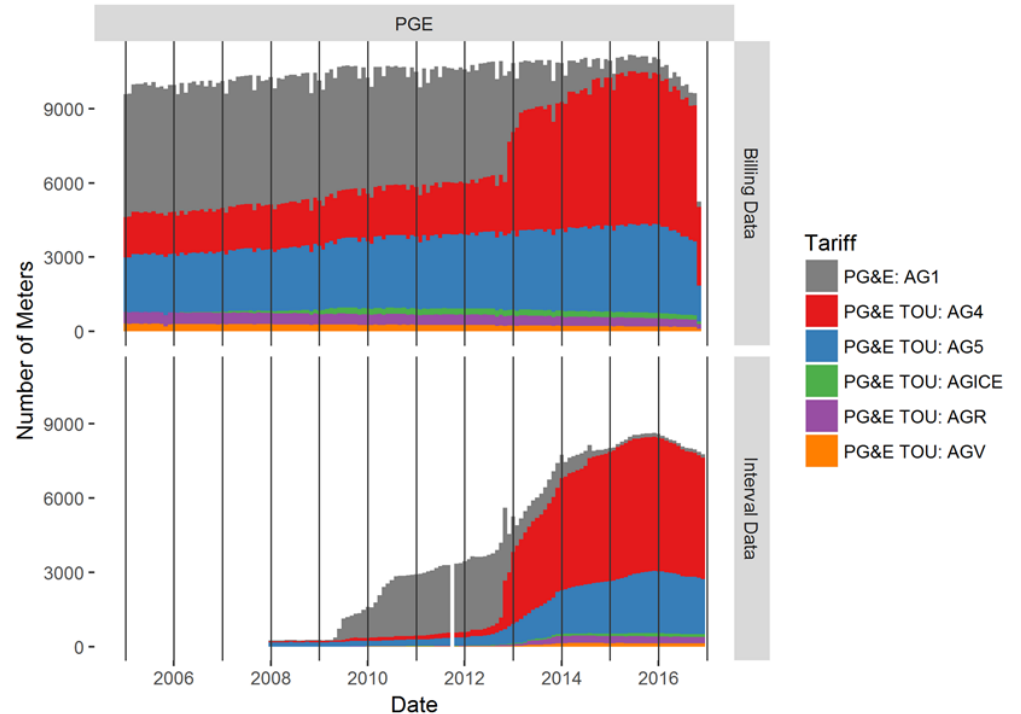 PGE
9000
6000
3000
0
Billing Data
9000
6000
3000
0
Interval Data
Number of Meters
2006
2008
2010
2012
2014
2016
Date
Tariff
PG&E: AG1
PG&E TOU: AG4
PG&E TOU: AG5
PG&E TOU: AGICE
PG&E TOU: AGR
PG&E TOU: AGV